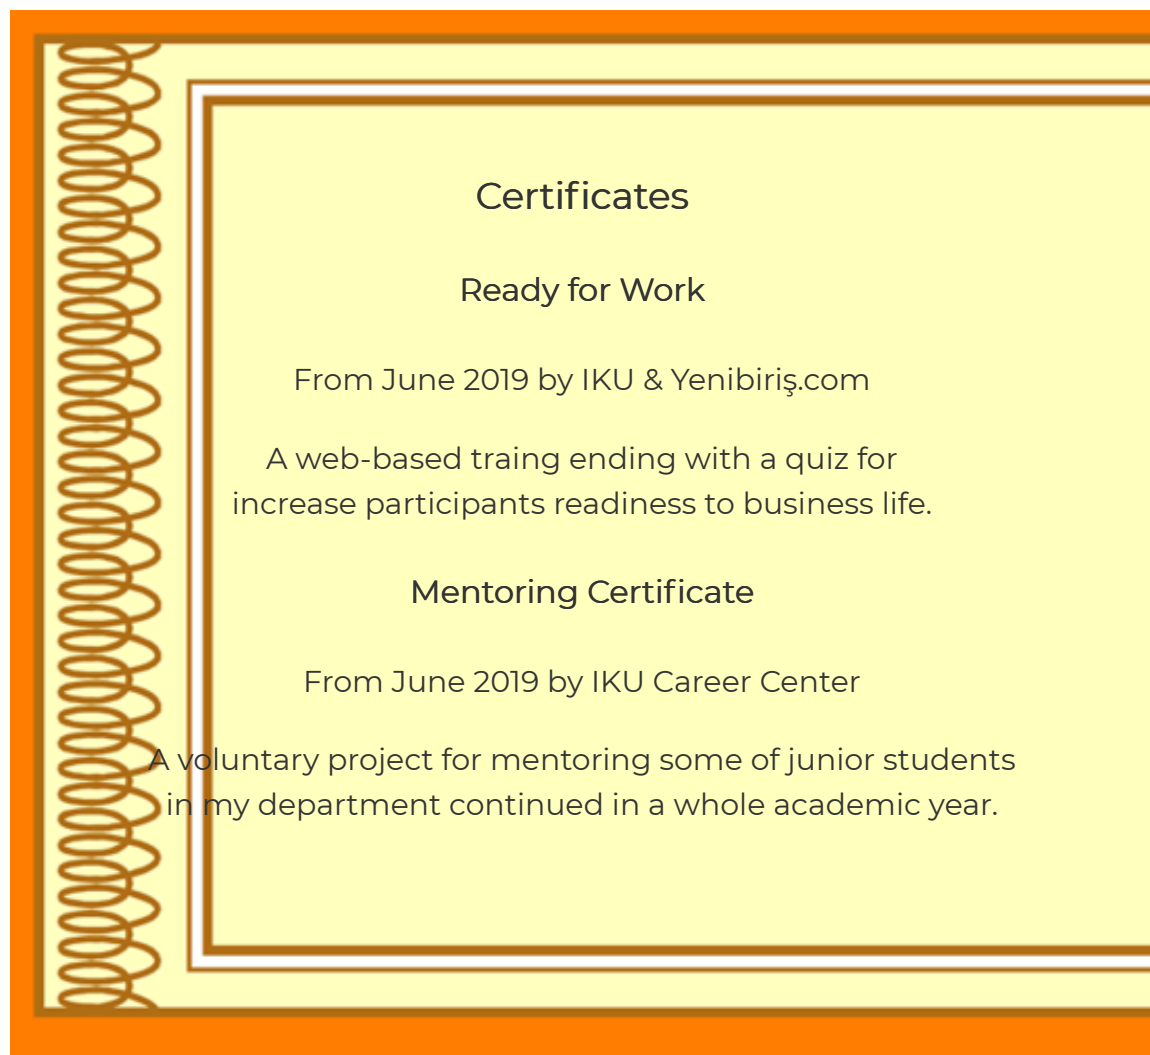 Certificates
Ready for Work
From June 2019 by IKU & Yenibiriş.com
A web-based traing ending with a quiz for
increase participants readiness to business life.
Mentoring Certificate
From June 2019 by IKU Career Center
A voluntary project for mentoring some of junior students
in my department continued in a whole academic year.